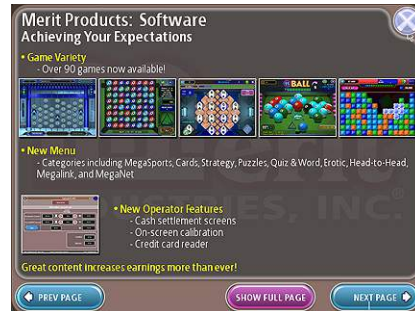 Merit Products: Software
Achieving Your Expectations
• Game Variety
- Over 90 games now available!
BALL
• New Menu
- Categories including MegaSports, Cards, Strategy, Puzzles, Quiz & Word, Erotic, Head-to-Head,
Megalink, and MegaNet
• New Operator Features
- Cash settlement screens
- On-screen calibration
- Credit card reader
Great content increases earnings more than ever!
PREV PAGE
SHOW FULL PAGE
NEXT PAGE